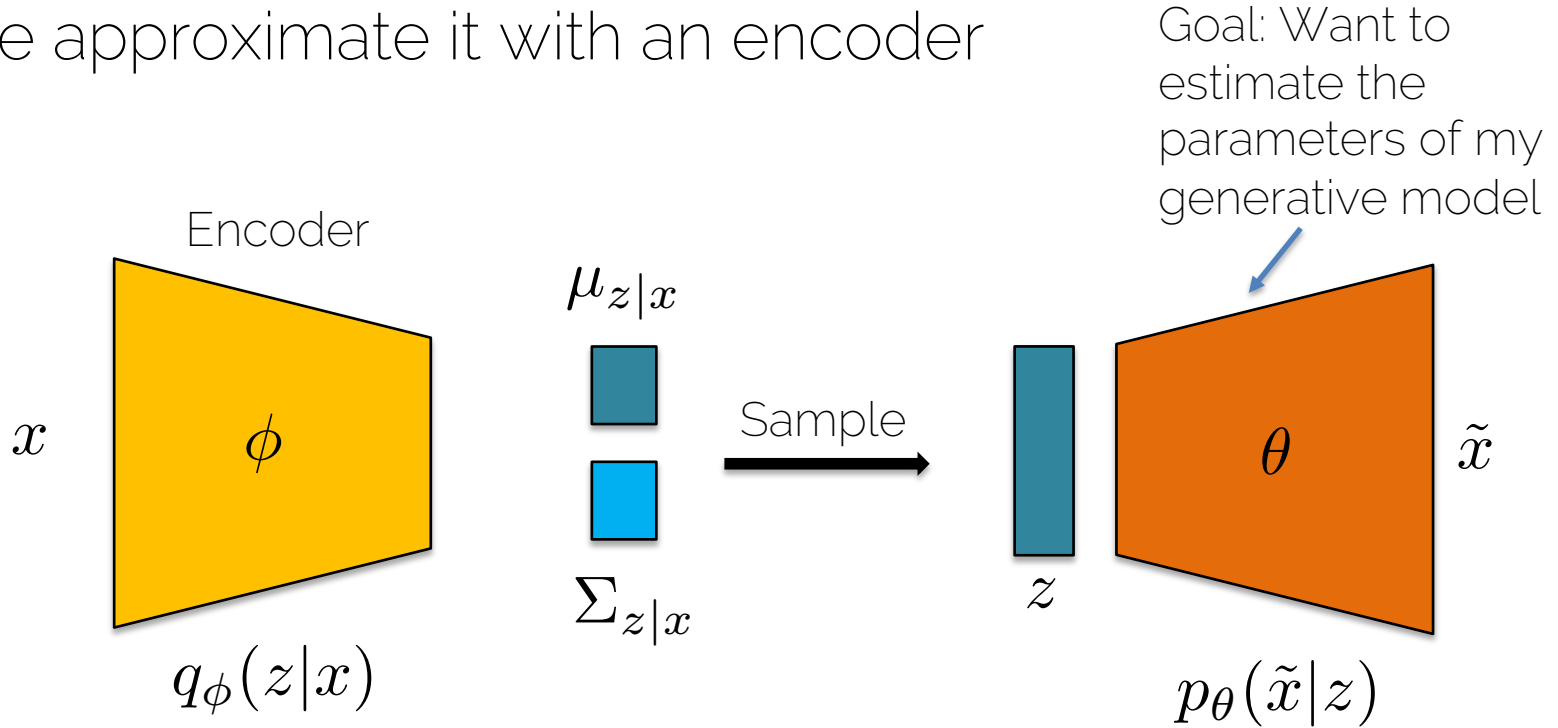 e approximate it with an encoder
Goal: Want to
estimate the
parameters of my
generative model
Encoder
μ_{z|x}
x
ϕ
Sample
θ
x̃
Σ_{z|x}
z
q_ϕ(z|x)
p_θ(x̃|z)